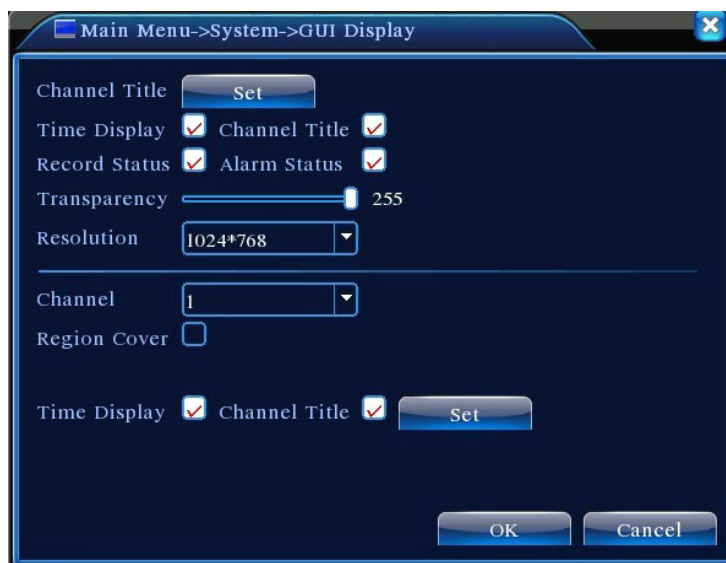 Main Menu->System->GUI Display
Channel Title Set
Time Display Channel Title
Record Status Alarm Status
Transparency 255
Resolution 1024*768
Channel 1
Region Cover
Time Display Channel Title Set
OK Cancel